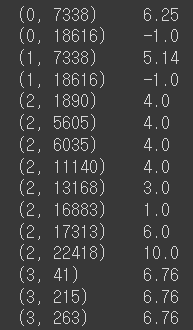 (0, 7338) 6.25
(0, 18616) -1.0
(1, 7338) 5.14
(1, 18616) -1.0
(2, 1890) 4.0
(2, 5605) 4.0
(2, 6035) 4.0
(2, 11140) 4.0
(2, 13168) 3.0
(2, 16883) 1.0
(2, 17313) 6.0
(2, 22418) 10.0
(3, 41) 6.76
(3, 215) 6.76
(3, 263) 6.76